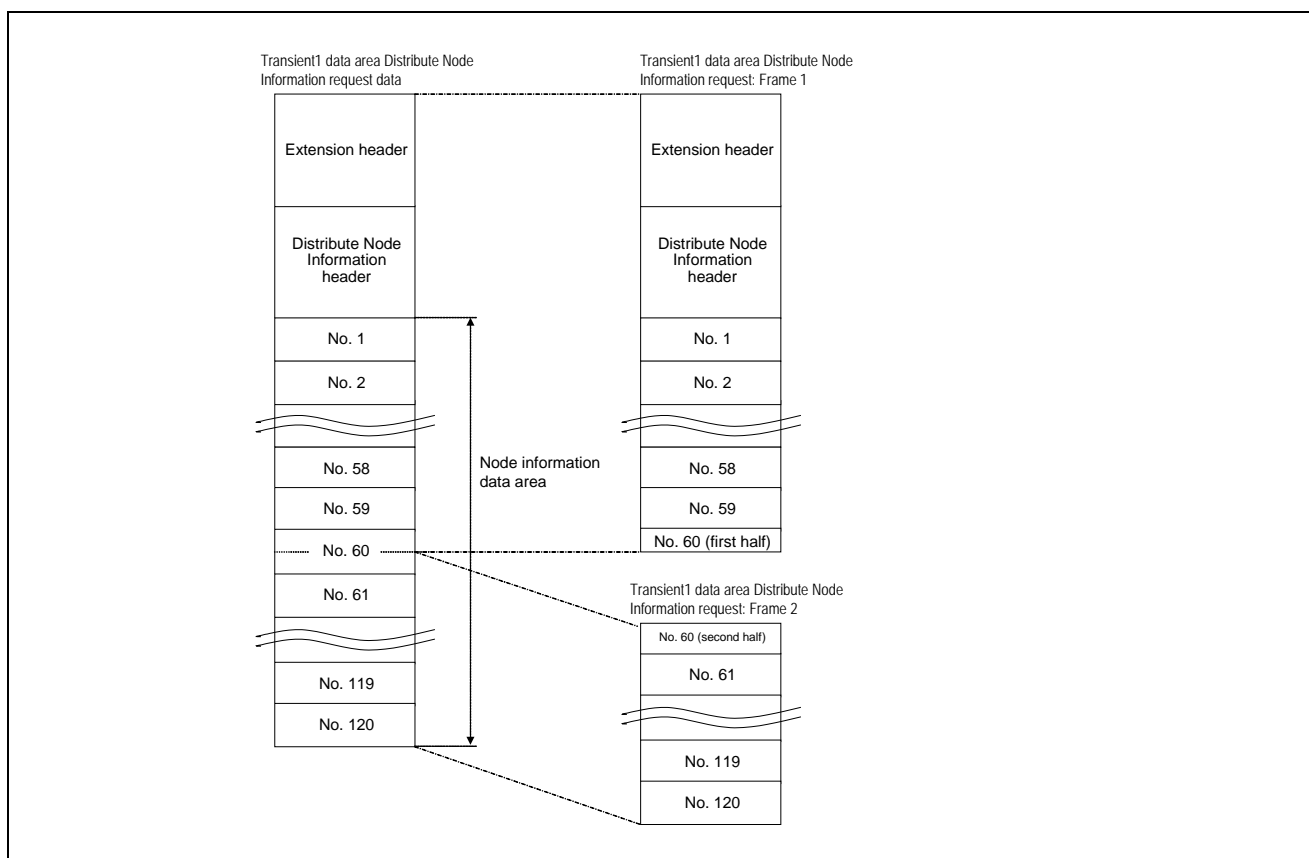 Transient1 data area Distribute Node
Information request data
Extension header
Distribute Node
Information
header
No. 1
No. 2
No. 58
No. 59
No. 60
No. 61
No. 119
No. 120
Node information
data area
Transient1 data area Distribute Node
Information request: Frame 1
Extension header
Distribute Node
Information
header
No. 1
No. 2
No. 58
No. 59
No. 60 (first half)
Transient1 data area Distribute Node
Information request: Frame 2
No. 60 (second half)
No. 61
No. 119
No. 120